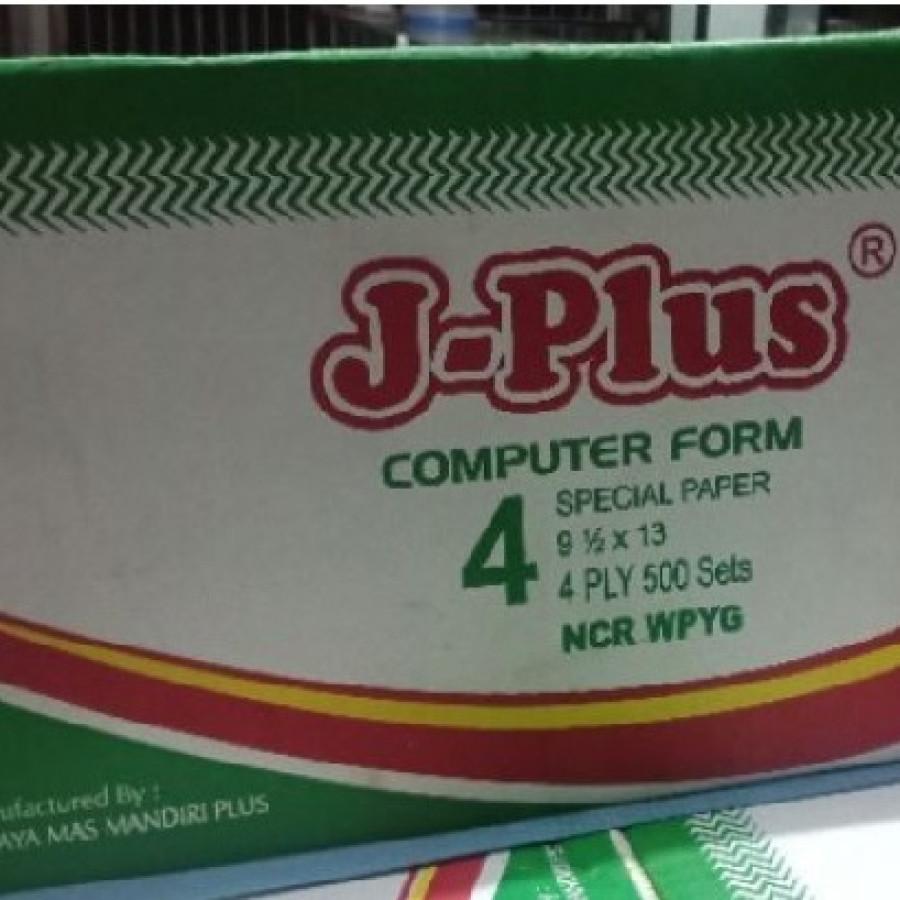 J-Plus ®
COMPUTER FORM
4
SPECIAL PAPER
9 ½ x 13
4 PLY 500 Sets
NCR WPYG
nufactured By :
AYA MAS MANDIRI PLUS